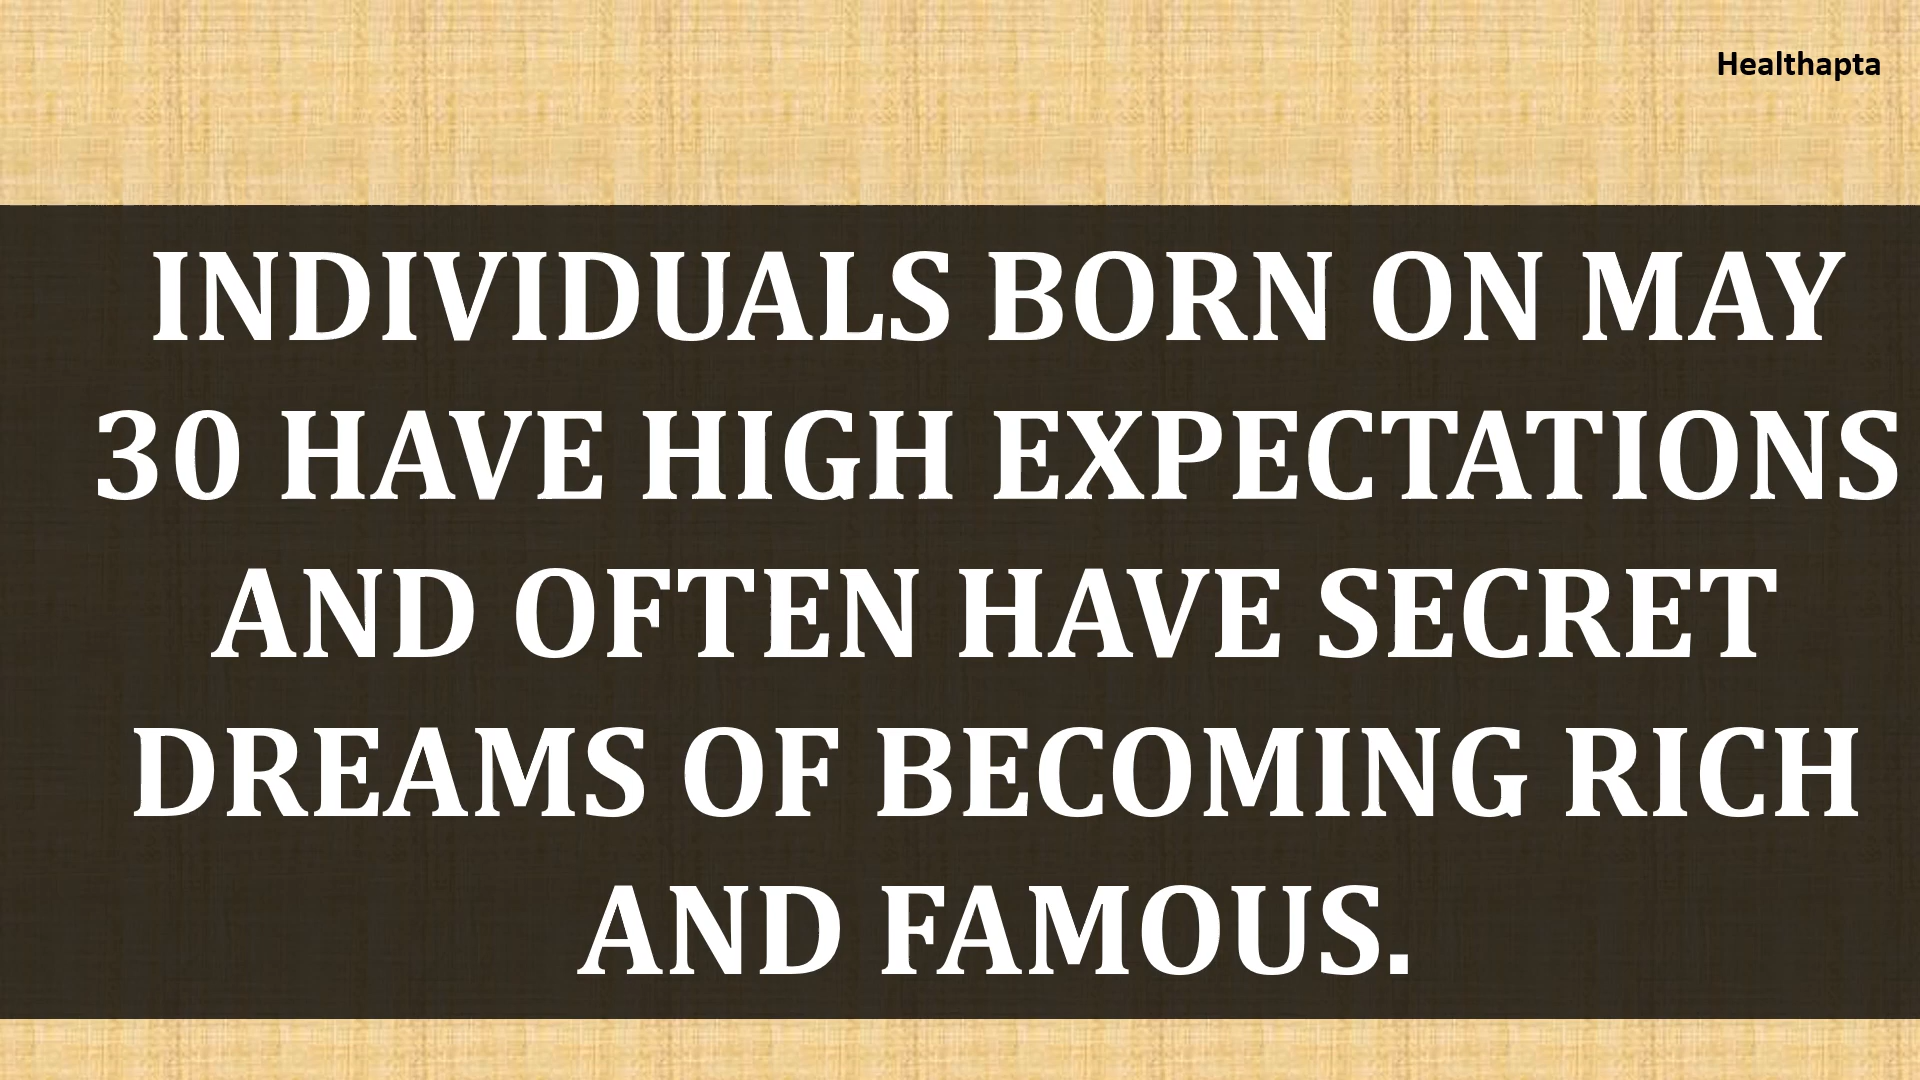 Healthapta
INDIVIDUALS BORN ON MAY
30 HAVE HIGH EXPECTATIONS
AND OFTEN HAVE SECRET
DREAMS OF BECOMING RICH
AND FAMOUS.